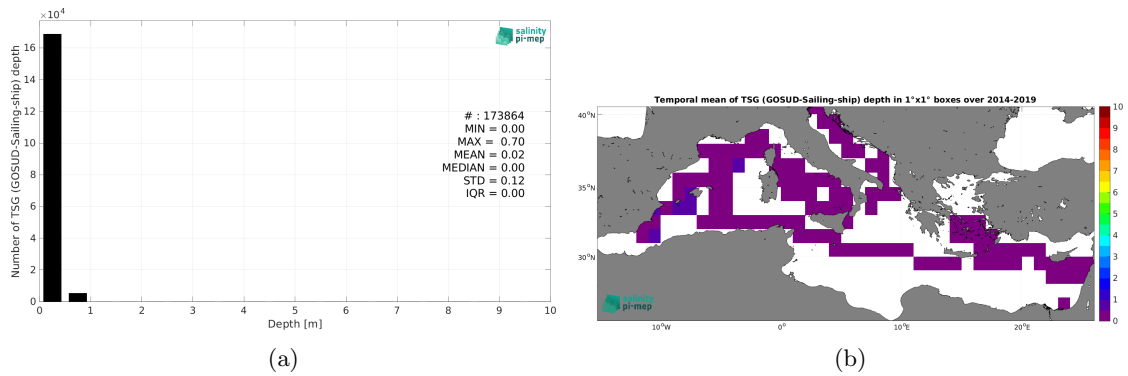 ×10⁴
16
14
12
10
8
6
4
2
0
Number of TSG (GOSUD-Sailing-ship) depth
salinity
pi-mep
# : 173864
MIN = 0.00
MAX = 0.70
MEAN = 0.02
MEDIAN = 0.00
STD = 0.12
IQR = 0.00
0 1 2 3 4 5 6 7 8 9 10
Depth [m]
(a)
Temporal mean of TSG (GOSUD-Sailing-ship) depth in 1°x1° boxes over 2014-2019
40°N
35°N
30°N
10°W 0° 10°E 20°E
salinity
pi-mep
10
9
8
7
6
5
4
3
2
1
0
(b)